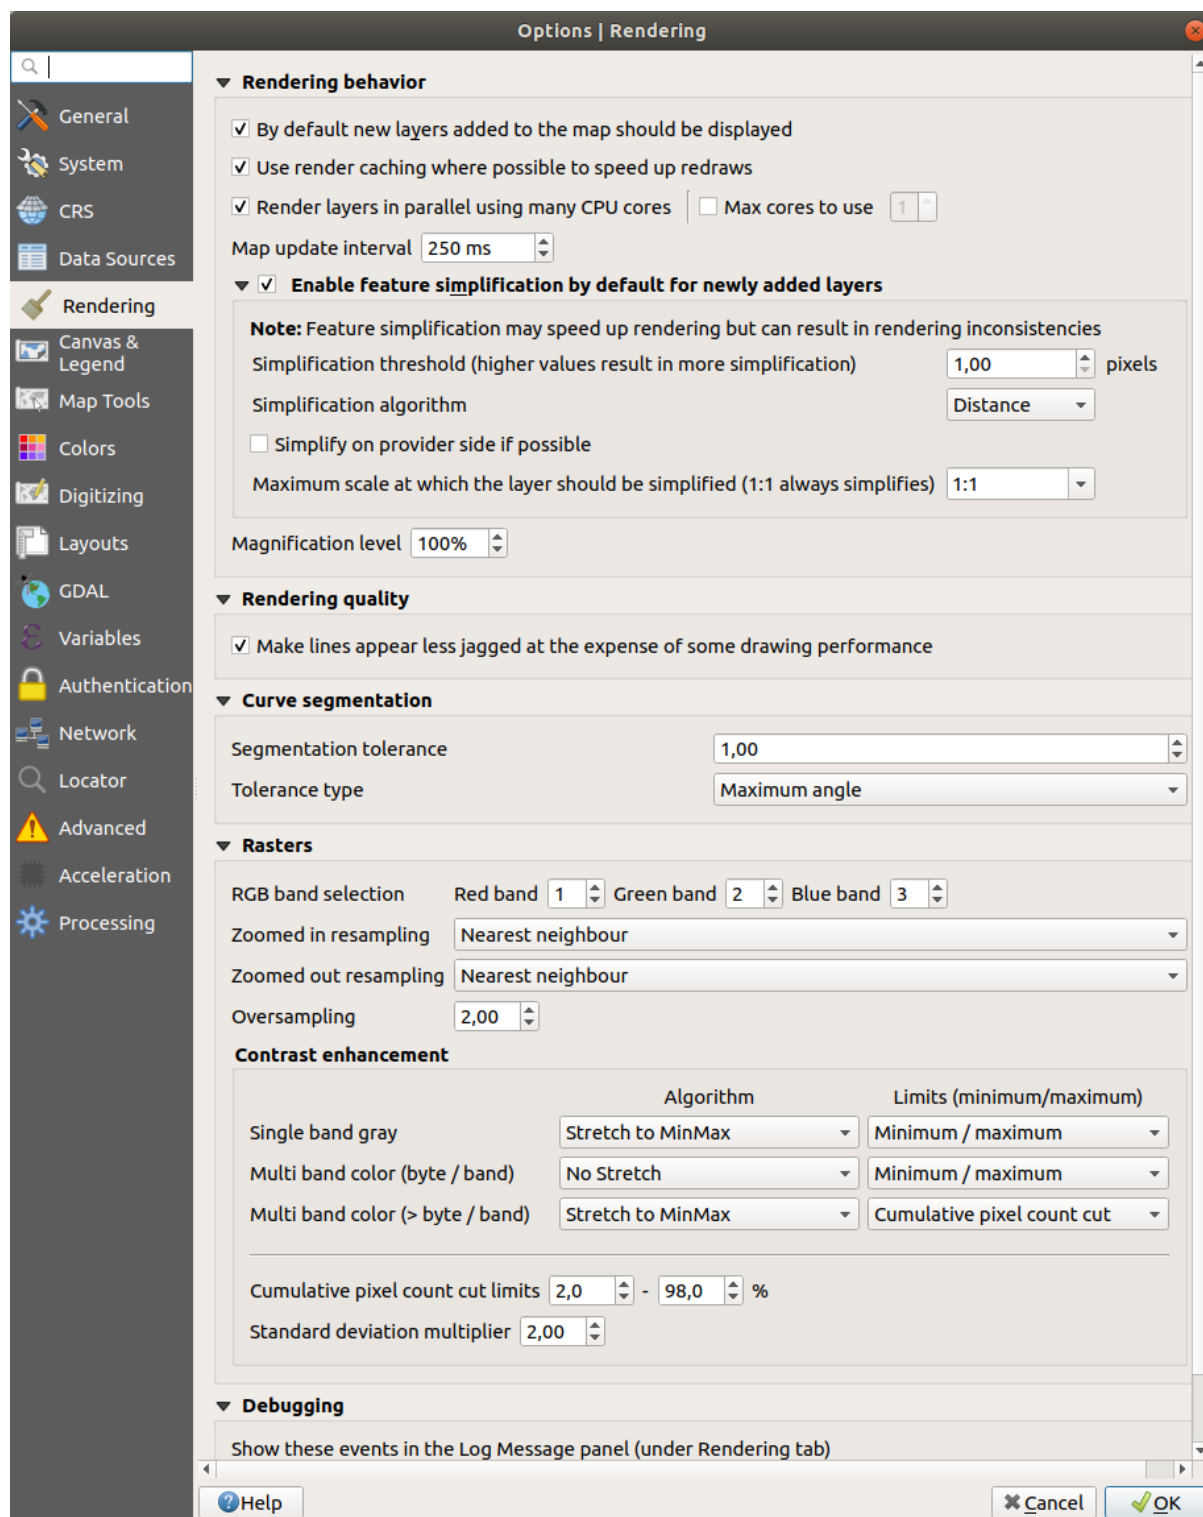 Options | Rendering
General
System
CRS
Data Sources
Rendering
Canvas &
Legend
Map Tools
Colors
Digitizing
Layouts
GDAL
Variables
Authentication
Network
Locator
Advanced
Acceleration
Processing
Rendering behavior
By default new layers added to the map should be displayed
Use render caching where possible to speed up redraws
Render layers in parallel using many CPU cores Max cores to use 1
Map update interval 250 ms
Enable feature simplification by default for newly added layers
Note: Feature simplification may speed up rendering but can result in rendering inconsistencies
Simplification threshold (higher values result in more simplification) 1,00 pixels
Simplification algorithm Distance
Simplify on provider side if possible
Maximum scale at which the layer should be simplified (1:1 always simplifies) 1:1
Magnification level 100%
Rendering quality
Make lines appear less jagged at the expense of some drawing performance
Curve segmentation
Segmentation tolerance 1,00
Tolerance type Maximum angle
Rasters
RGB band selection Red band 1 Green band 2 Blue band 3
Zoomed in resampling Nearest neighbour
Zoomed out resampling Nearest neighbour
Oversampling 2,00
Contrast enhancement
Algorithm Limits (minimum/maximum)
Single band gray Stretch to MinMax Minimum / maximum
Multi band color (byte / band) No Stretch Minimum / maximum
Multi band color (> byte / band) Stretch to MinMax Cumulative pixel count cut
Cumulative pixel count cut limits 2,0 - 98,0 %
Standard deviation multiplier 2,00
Debugging
Show these events in the Log Message panel (under Rendering tab)
Help Cancel OK